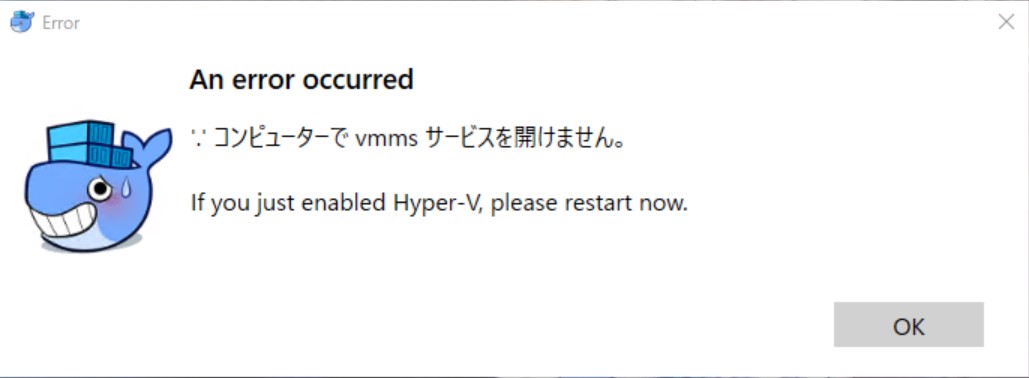 Error
An error occurred
'.' コンピューターで vmms サービスを開けません。
If you just enabled Hyper-V, please restart now.
OK